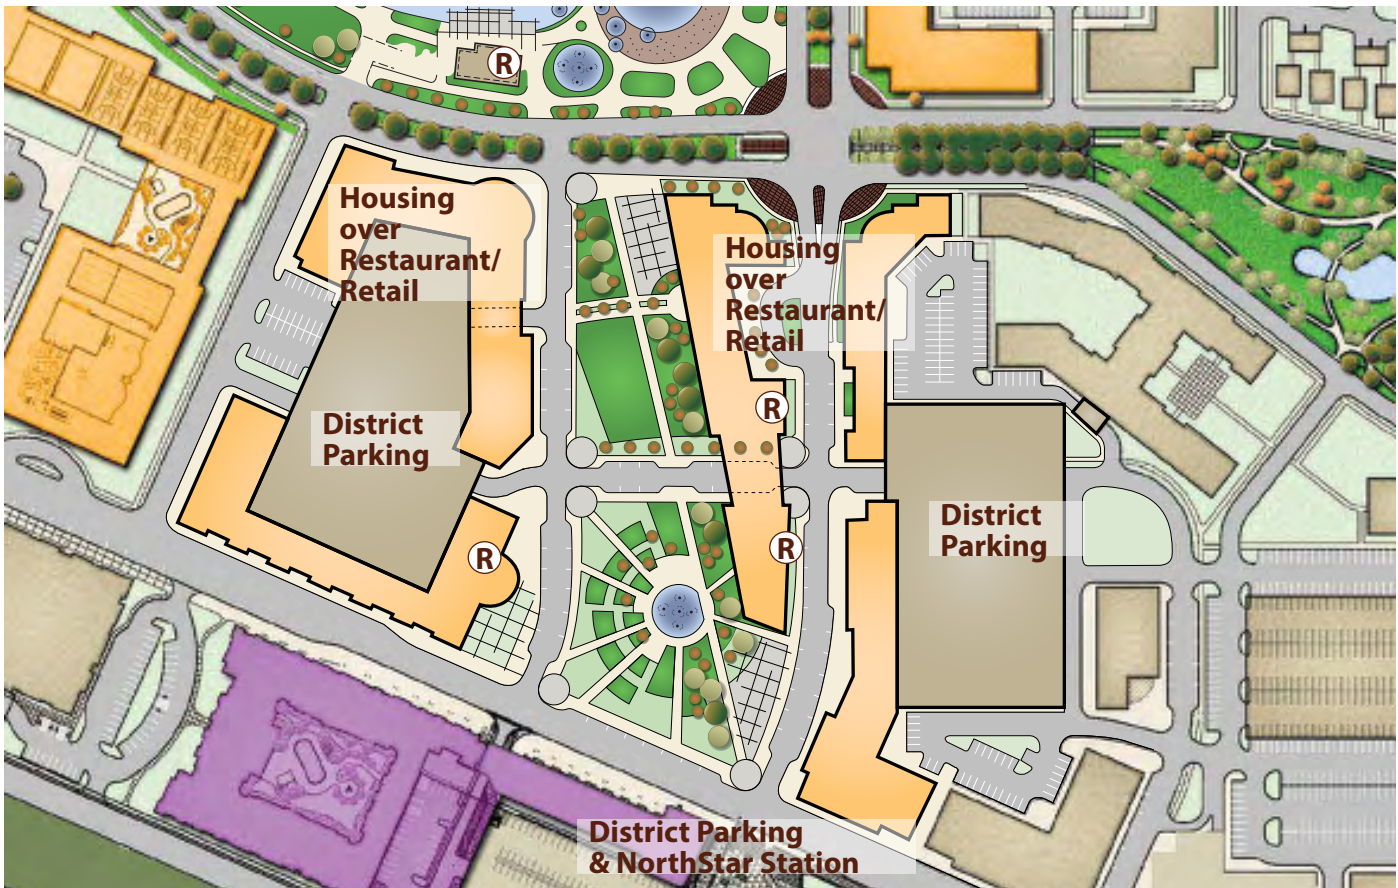 R
Housing
over
Restaurant/
Retail
Housing
over
Restaurant/
Retail
R
District
Parking
District
Parking
R
R
District Parking
& NorthStar Station